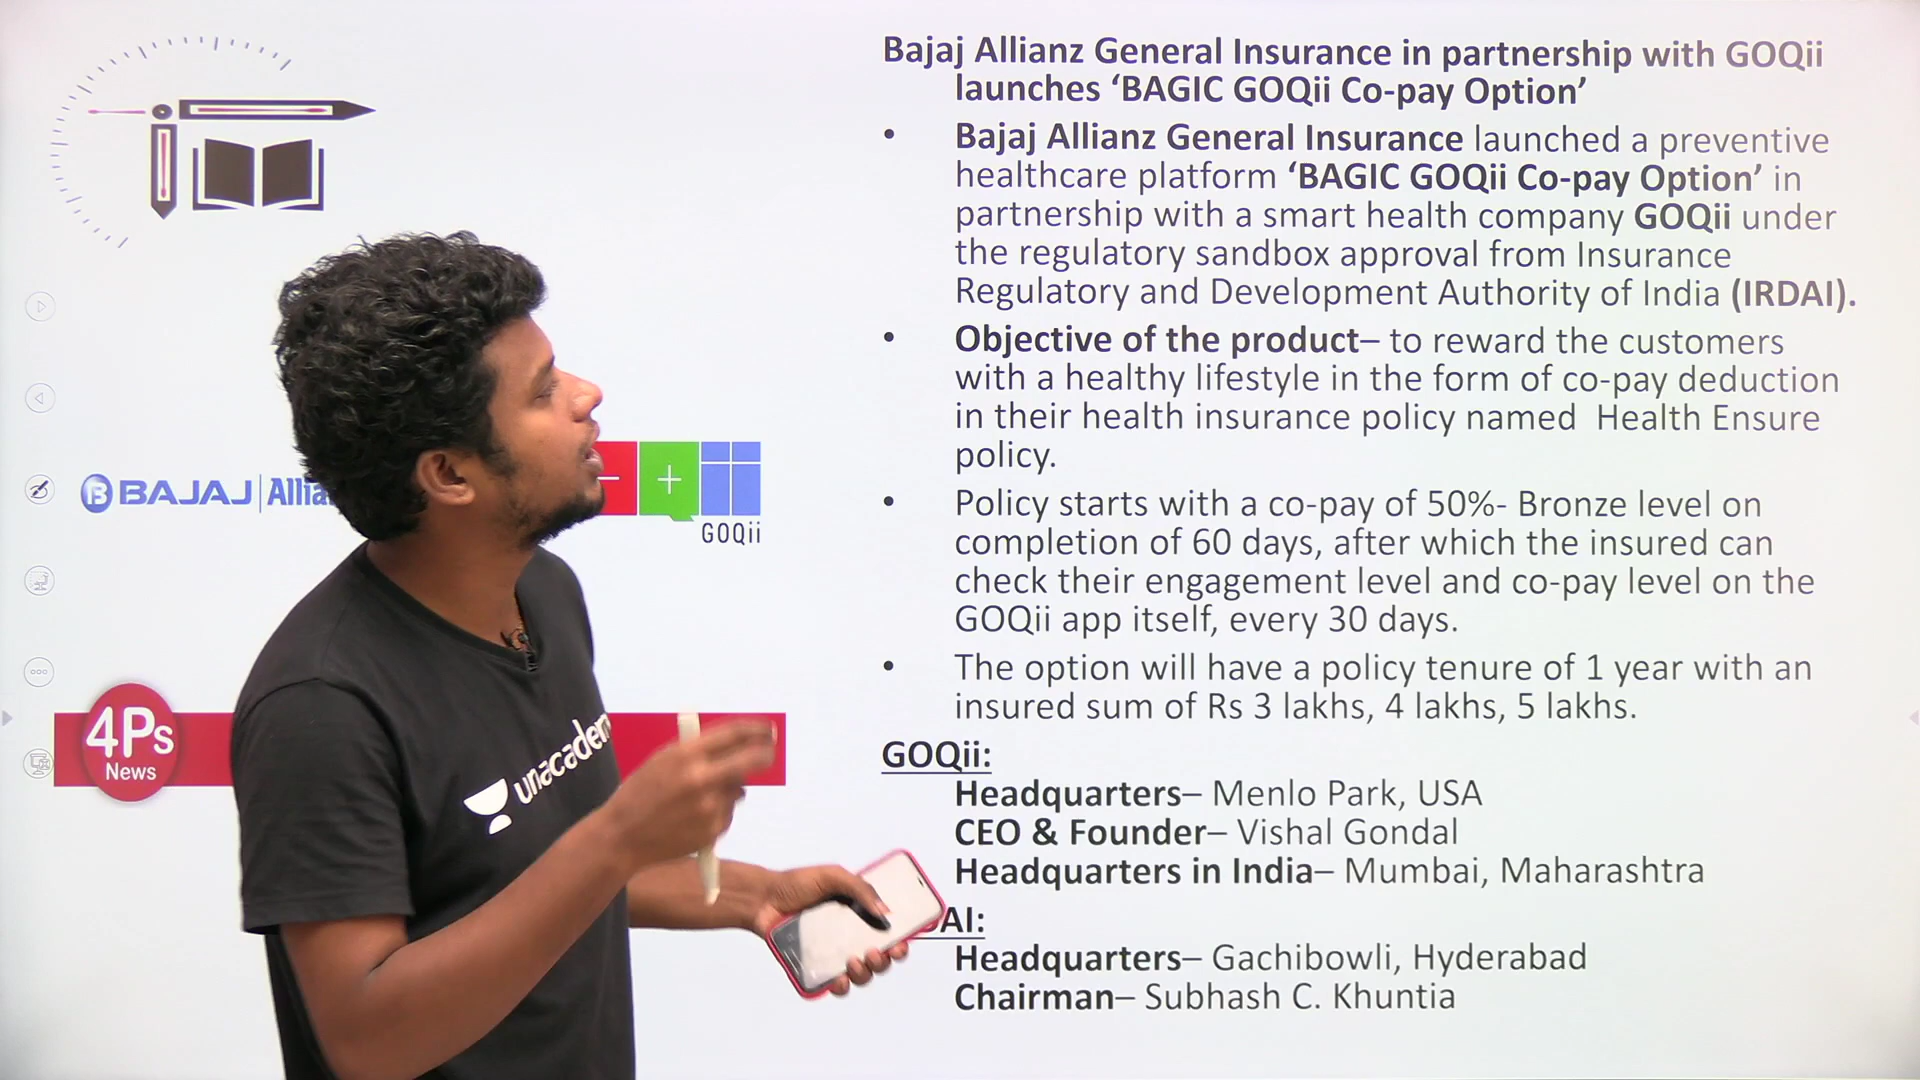 Bajaj Allianz General Insurance in partnership with GOQii
launches ‘BAGIC GOQii Co-pay Option’
• Bajaj Allianz General Insurance launched a preventive
healthcare platform ‘BAGIC GOQii Co-pay Option’ in
partnership with a smart health company GOQii under
the regulatory sandbox approval from Insurance
Regulatory and Development Authority of India (IRDAI).
• Objective of the product– to reward the customers
with a healthy lifestyle in the form of co-pay deduction
in their health insurance policy named Health Ensure
policy.
• Policy starts with a co-pay of 50%- Bronze level on
completion of 60 days, after which the insured can
check their engagement level and co-pay level on the
GOQii app itself, every 30 days.
• The option will have a policy tenure of 1 year with an
insured sum of Rs 3 lakhs, 4 lakhs, 5 lakhs.
GOQii:
Headquarters– Menlo Park, USA
CEO & Founder– Vishal Gondal
Headquarters in India– Mumbai, Maharashtra
AI:
Headquarters– Gachibowli, Hyderabad
Chairman– Subhash C. Khuntia
BAJAJ Allia
GOQii
4Ps
News
unacadem